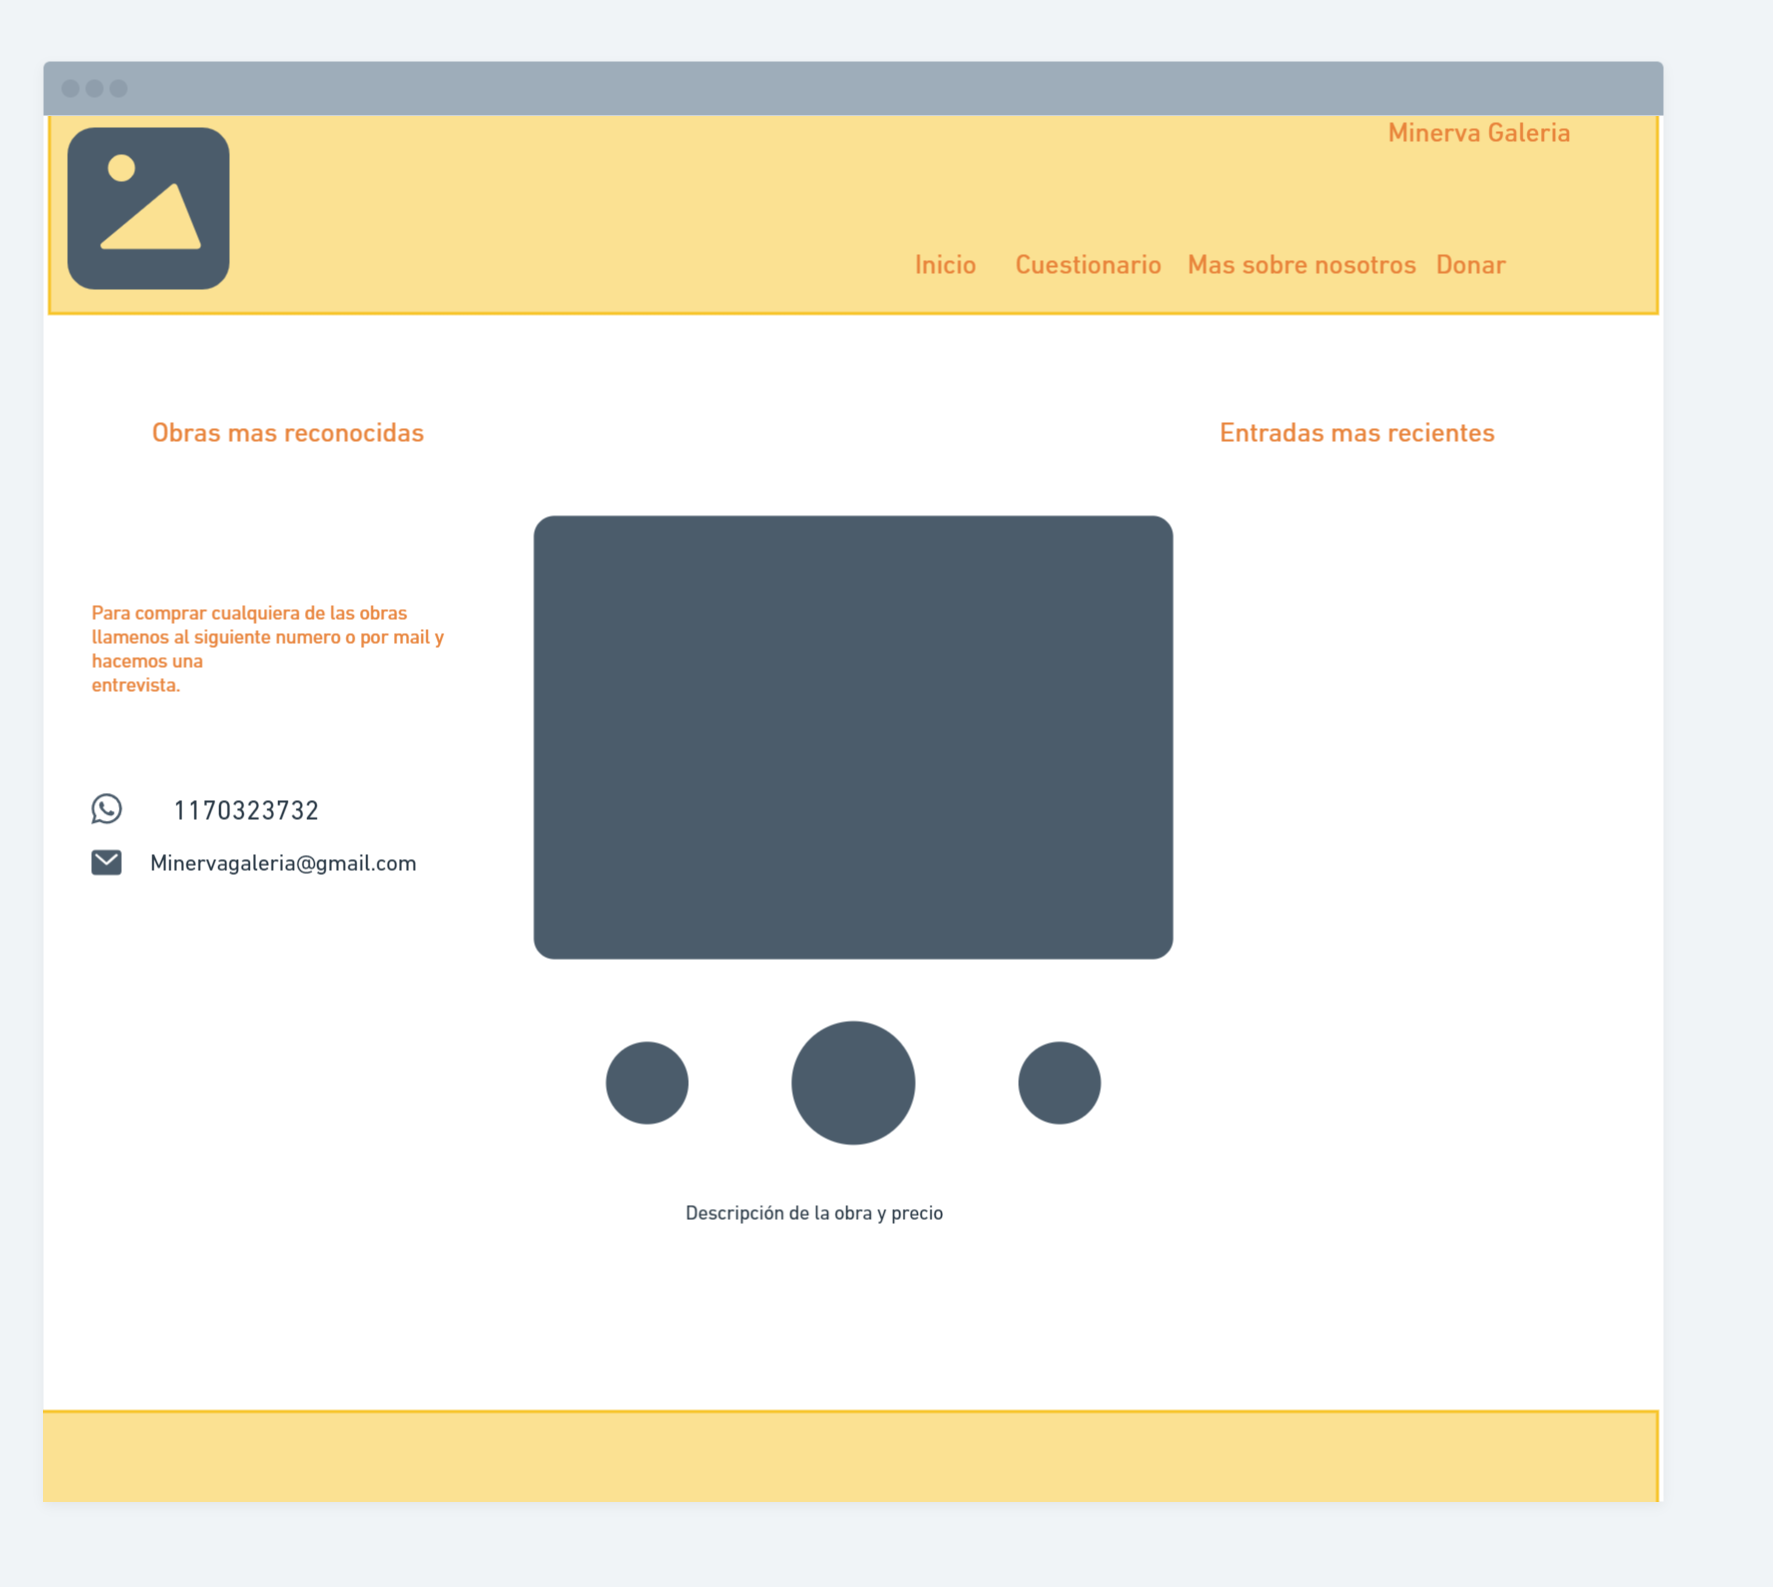 Minerva Galeria
Inicio Cuestionario Mas sobre nosotros Donar
Obras mas reconocidas
Entradas mas recientes
Para comprar cualquiera de las obras
llamenos al siguiente numero o por mail y
hacemos una
entrevista.
1170323732
Minervagaleria@gmail.com
Descripción de la obra y precio